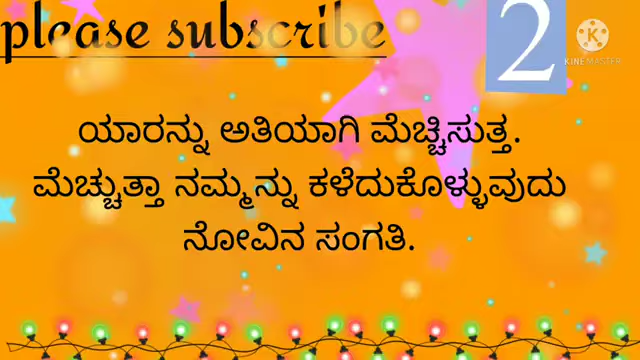 please subscribe
2
KINEMASTER
ಯಾರನ್ನು ಅತಿಯಾಗಿ ಮೆಚ್ಚಿಸುತ್ತ.
ಮೆಚ್ಚುತ್ತಾ ನಮ್ಮನ್ನು ಕಳೆದುಕೊಳ್ಳುವುದು
ನೋವಿನ ಸಂಗತಿ.